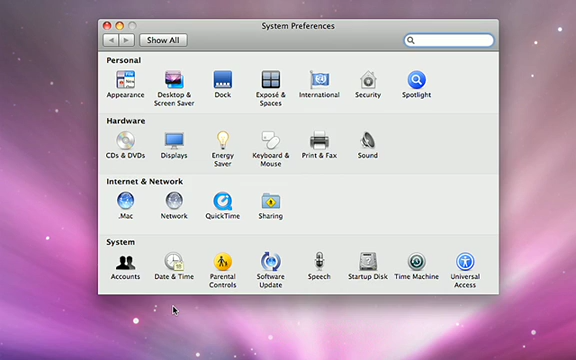 System Preferences
Show All
Personal
Appearance
Desktop &
Screen Saver
Dock
Exposé &
Spaces
International
Security
Spotlight
Hardware
CDs & DVDs
Displays
Energy
Saver
Keyboard &
Mouse
Print & Fax
Sound
Internet & Network
.Mac
Network
QuickTime
Sharing
System
Accounts
Date & Time
Parental
Controls
Software
Update
Speech
Startup Disk
Time Machine
Universal
Access